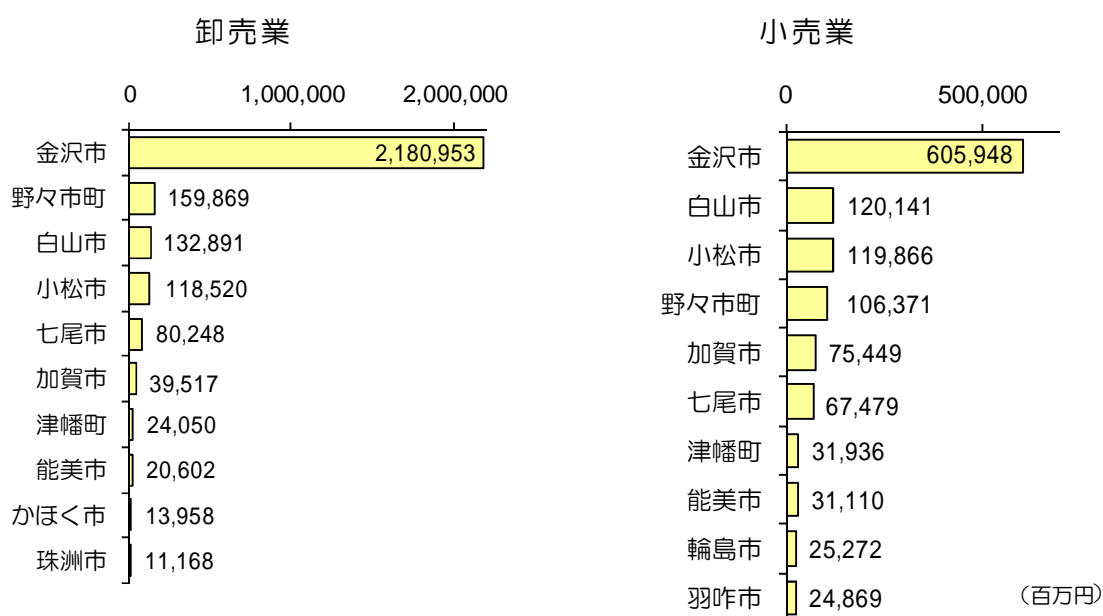 卸売業
0 1,000,000 2,000,000
金沢市 2,180,953
野々市町 159,869
白山市 132,891
小松市 118,520
七尾市 80,248
加賀市 39,517
津幡町 24,050
能美市 20,602
かほく市 13,958
珠洲市 11,168
小売業
0 500,000
金沢市 605,948
白山市 120,141
小松市 119,866
野々市町 106,371
加賀市 75,449
七尾市 67,479
津幡町 31,936
能美市 31,110
輪島市 25,272
羽咋市 24,869
（百万円）